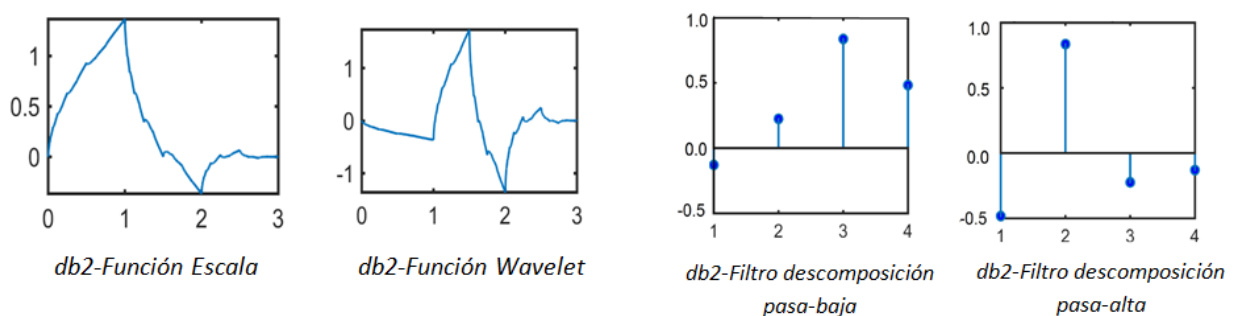 1
0.5
0
0 1 2 3
db2-Función Escala
1
0
-1
0 1 2 3
db2-Función Wavelet
1.0
0.5
0.0
-0.5
1 2 3 4
db2-Filtro descomposición
pasa-baja
1.0
0.5
0.0
-0.5
1 2 3 4
db2-Filtro descomposición
pasa-alta